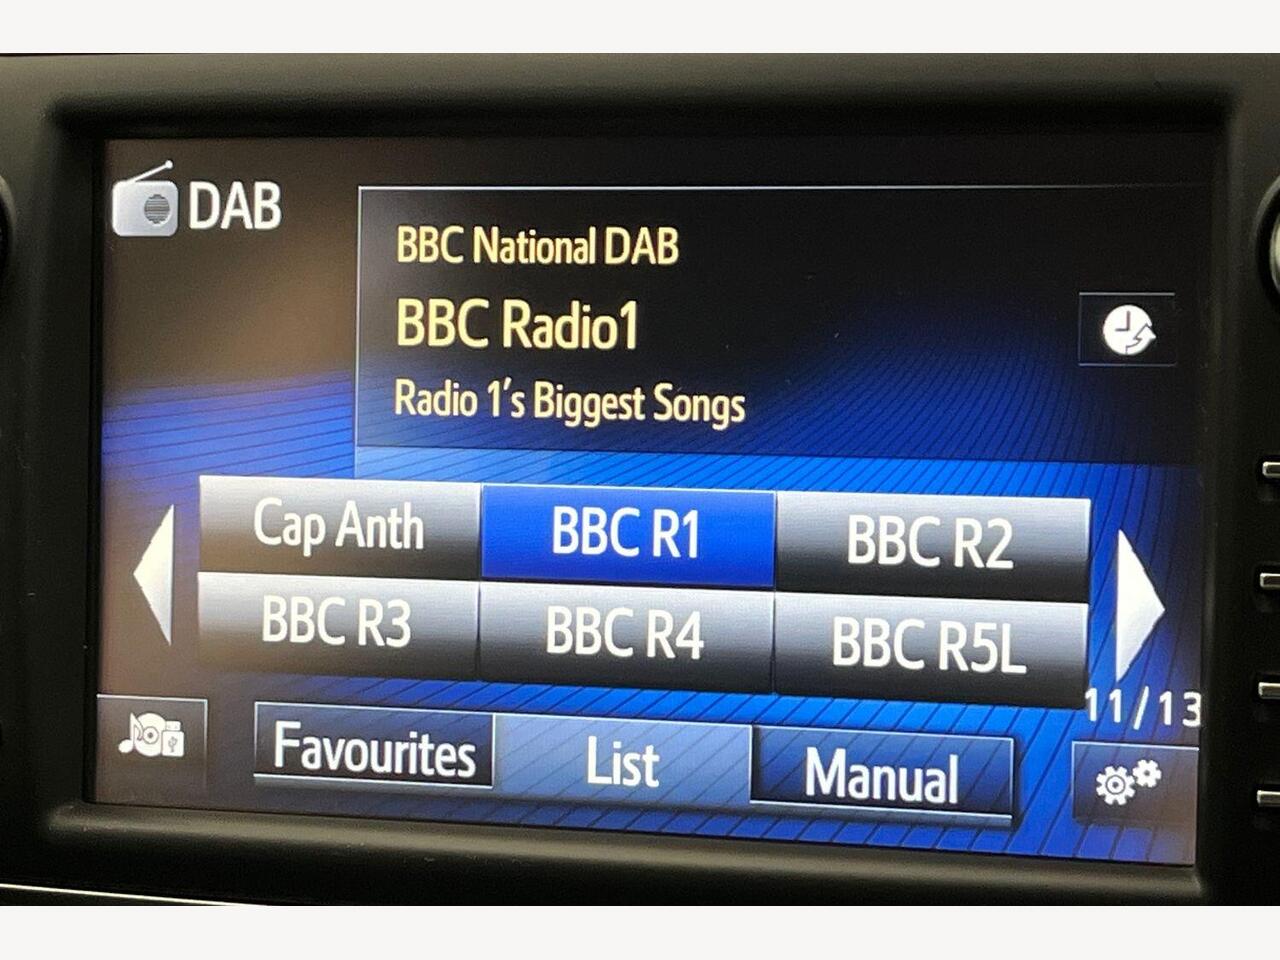 DAB
BBC National DAB
BBC Radio1
Radio 1's Biggest Songs
Cap Anth BBC R1 BBC R2
BBC R3 BBC R4 BBC R5L
11/13
Favourites List Manual